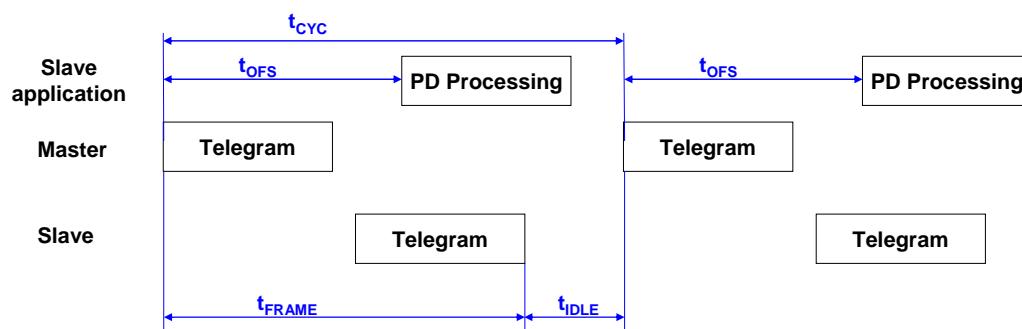 tCYC
Slave application
tOFS
PD Processing
tOFS
PD Processing
Master
Telegram
Telegram
Slave
Telegram
Telegram
tFRAME
tIDLE